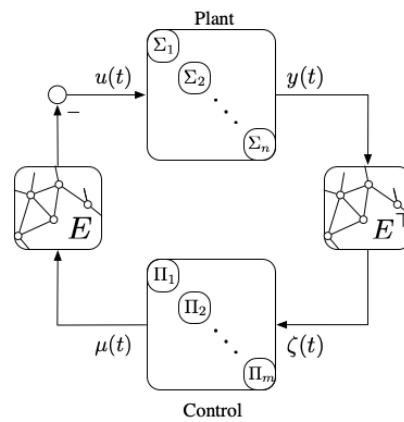 Plant
Σ₁
u(t)
Σ₂
y(t)
−
Σₙ
E
E⊤
Π₁
Π₂
μ(t)
ζ(t)
Πₘ
Control